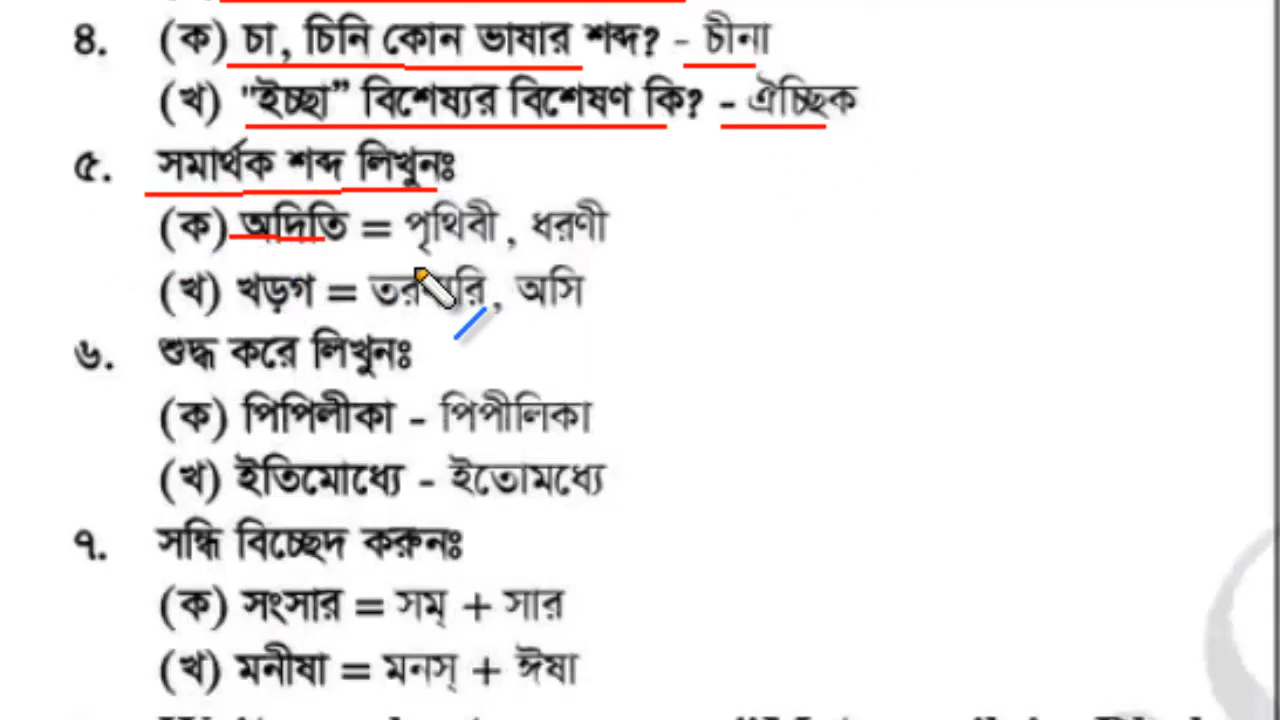 ৪. (ক) চা, চিনি কোন ভাষার শব্দ? - চীনা
(খ) "ইচ্ছা” বিশেষ্যর বিশেষণ কি? - ঐচ্ছিক
৫. সমার্থক শব্দ লিখুনঃ
(ক) অদিতি = পৃথিবী, ধরণী
(খ) খড়গ = তরবারি, অসি
৬. শুদ্ধ করে লিখুনঃ
(ক) পিপিলীকা - পিপীলিকা
(খ) ইতিমোধ্যে - ইতোমধ্যে
৭. সন্ধি বিচ্ছেদ করুনঃ
(ক) সংসার = সম্ + সার
(খ) মনীষা = মনস্ + ঈষা